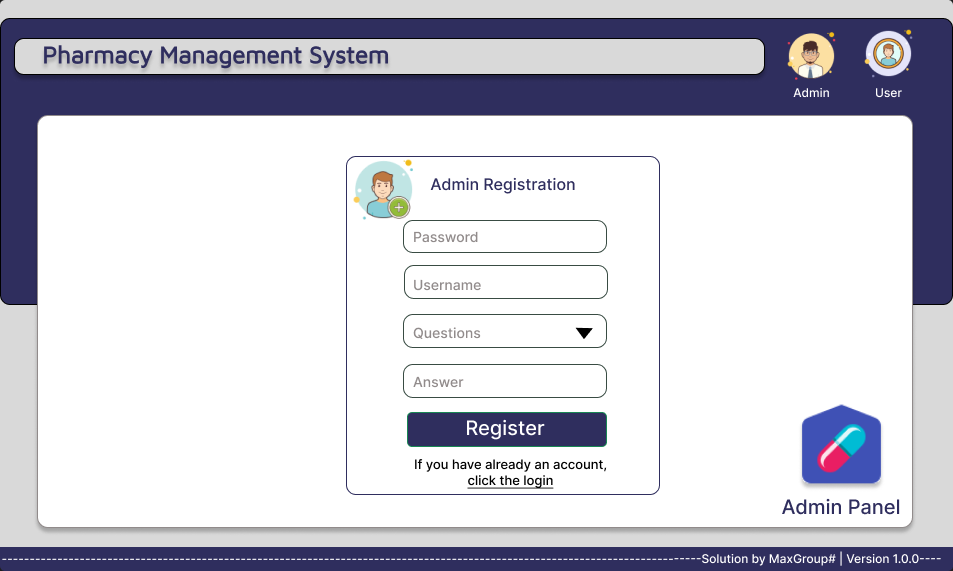 Pharmacy Management System
Admin
User
Admin Registration
Password
Username
Questions
Answer
Register
If you have already an account,
click the login
Admin Panel
Solution by MaxGroup# | Version 1.0.0